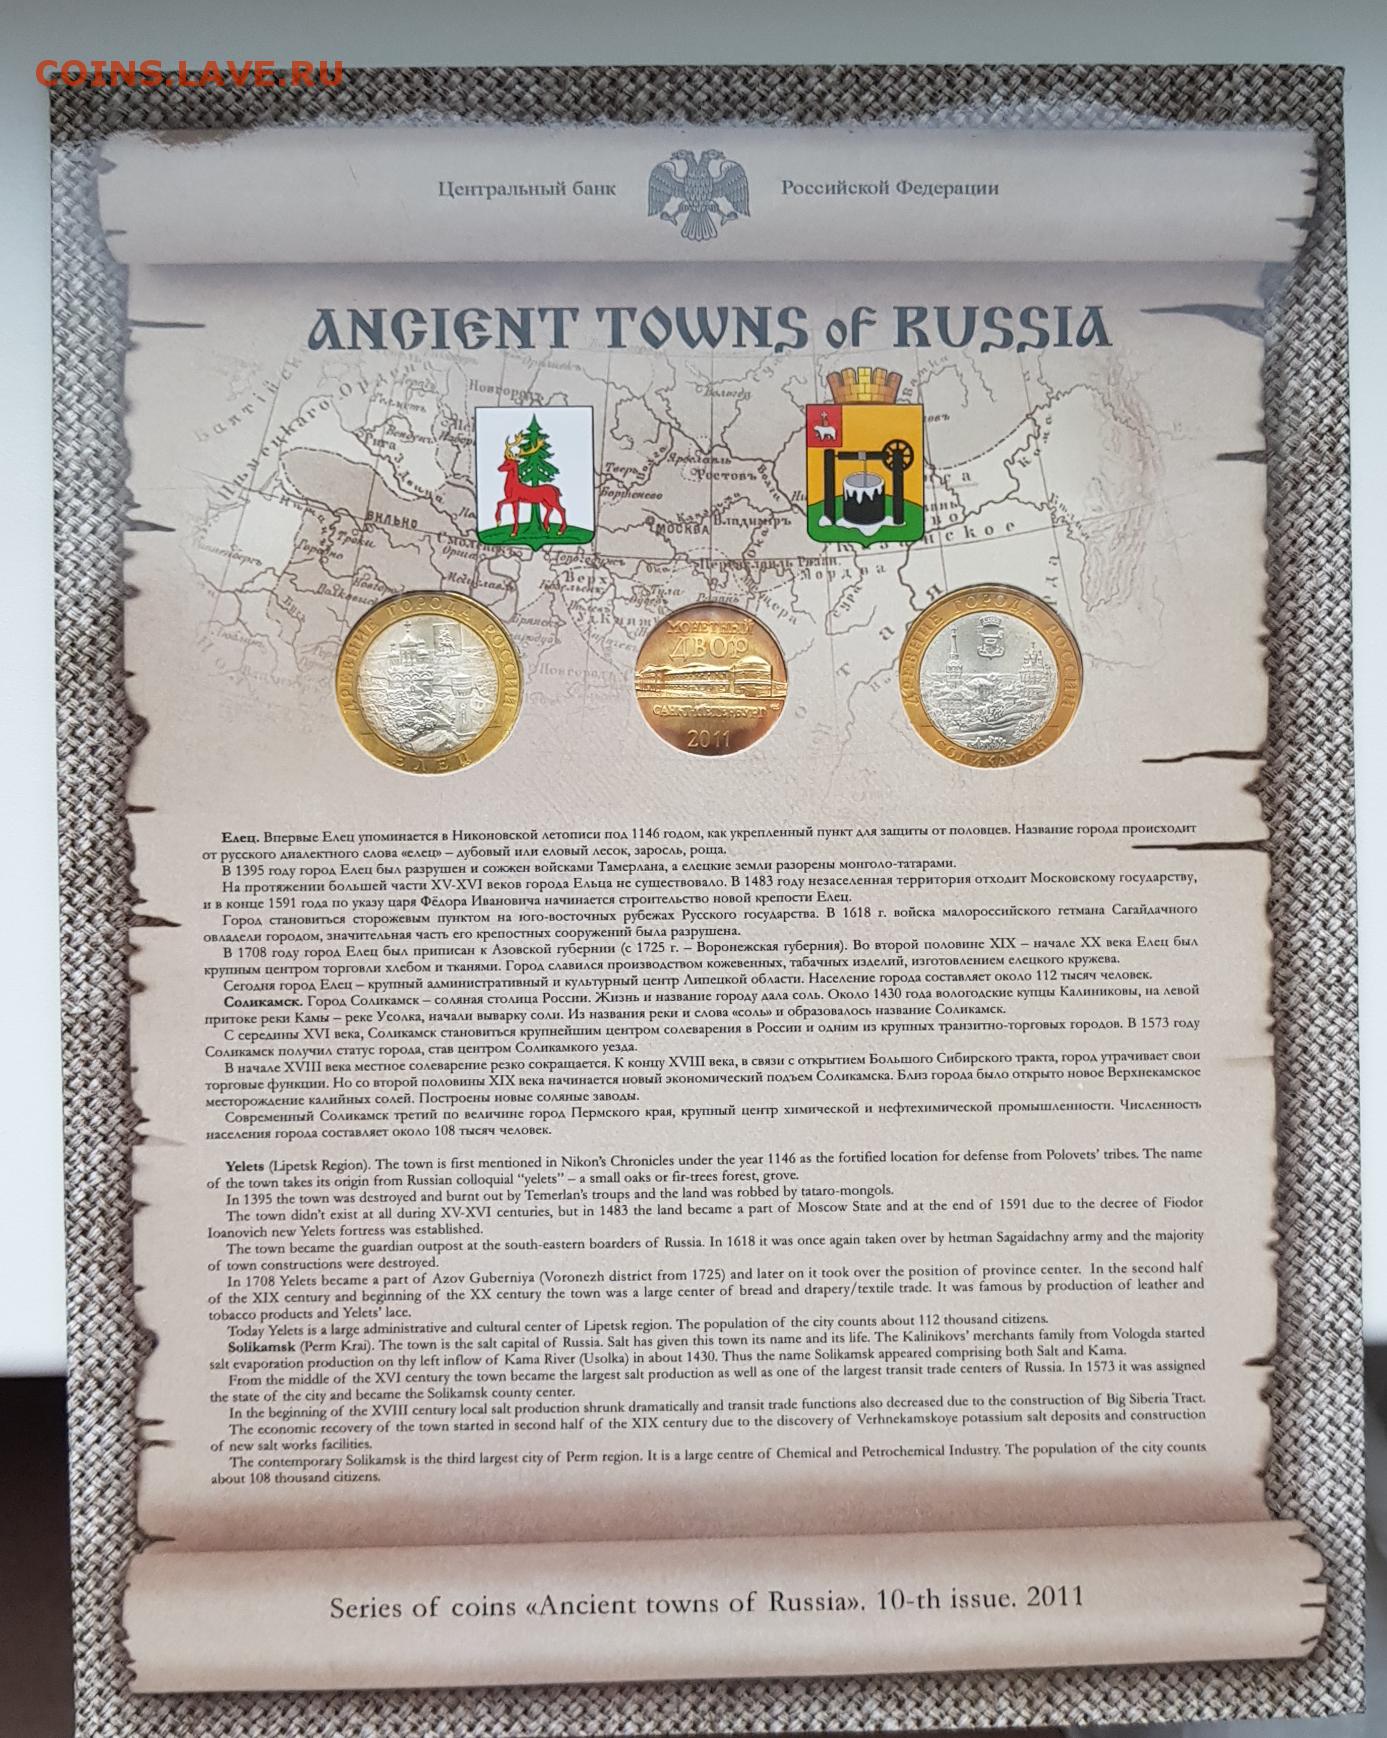 COINS.LAVE.RU
Центральный банк Российской Федерации
ANCIENT TOWNS of RUSSIA
Новгород
Вологда
Рига
Двина
Тверь
Ярославль
Ростовъ
ВИЛЬНО
МОСКВА
Владимиръ
Смоленск
Ока
Тула
Мордва
ДРЕВНИЕ ГОРОДА РОССИИ
ЕЛЕЦ
МОНЕТНЫЙ
ДВОР
САНКТ-ПЕТЕРБУРГ
2011
ДРЕВНИЕ ГОРОДА РОССИИ
СОЛИКАМСК
Елец. Впервые Елец упоминается в Никоновской летописи под 1146 годом, как укрепленный пункт для защиты от половцев. Название города происходит
от русского диалектного слова «елец» – дубовый или еловый лесок, заросль, роща.
В 1395 году город Елец был разрушен и сожжен войсками Тамерлана, а елецкие земли разорены монголо-татарами.
На протяжении большей части XV-XVI веков города Ельца не существовало. В 1483 году незаселенная территория отходит Московскому государству,
и в конце 1591 года по указу царя Фёдора Ивановича начинается строительство новой крепости Елец.
Город становиться сторожевым пунктом на юго-восточных рубежах Русского государства. В 1618 г. войска малороссийского гетмана Сагайдачного
овладели городом, значительная часть его крепостных сооружений была разрушена.
В 1708 году город Елец был приписан к Азовской губернии (с 1725 г. – Воронежская губерния). Во второй половине XIX – начале XX века Елец был
крупным центром торговли хлебом и тканями. Город славился производством кожевенных, табачных изделий, изготовлением елецкого кружева.
Сегодня город Елец – крупный административный и культурный центр Липецкой области. Население города составляет около 112 тысяч человек.
Соликамск. Город Соликамск – соляная столица России. Жизнь и название городу дала соль. Около 1430 года вологодские купцы Калиниковы, на левой
притоке реки Камы – реке Усолка, начали выварку соли. Из названия реки и слова «соль» и образовалось название Соликамск.
С середины XVI века, Соликамск становиться крупнейшим центром солеварения в России и одним из крупных транзитно-торговых городов. В 1573 году
Соликамск получил статус города, став центром Соликамкого уезда.
В начале XVIII века местное солеварение резко сокращается. К концу XVIII века, в связи с открытием Большого Сибирского тракта, город утрачивает свои
торговые функции. Но со второй половины XIX века начинается новый экономический подъем Соликамска. Близ города было открыто новое Верхнекамское
месторождение калийных солей. Построены новые соляные заводы.
Современный Соликамск третий по величине город Пермского края, крупный центр химической и нефтехимической промышленности. Численность
населения города составляет около 108 тысяч человек.
Yelets (Lipetsk Region). The town is first mentioned in Nikon's Chronicles under the year 1146 as the fortified location for defense from Polovets' tribes. The name
of the town takes its origin from Russian colloquial "yelets" – a small oaks or fir-trees forest, grove.
In 1395 the town was destroyed and burnt out by Temerlan's troups and the land was robbed by tataro-mongols.
The town didn't exist at all during XV-XVI centuries, but in 1483 the land became a part of Moscow State and at the end of 1591 due to the decree of Fiodor
Ioanovich new Yelets fortress was established.
The town became the guardian outpost at the south-eastern boarders of Russia. In 1618 it was once again taken over by hetman Sagaidachny army and the majority
of town constructions were destroyed.
In 1708 Yelets became a part of Azov Guberniya (Voronezh district from 1725) and later on it took over the position of province center. In the second half
of the XIX century and beginning of the XX century the town was a large center of bread and drapery/textile trade. It was famous by production of leather and
tobacco products and Yelets' lace.
Today Yelets is a large administrative and cultural center of Lipetsk region. The population of the city counts about 112 thousand citizens.
Solikamsk (Perm Krai). The town is the salt capital of Russia. Salt has given this town its name and its life. The Kalinikovs' merchants family from Vologda started
salt evaporation production on thy left inflow of Kama River (Usolka) in about 1430. Thus the name Solikamsk appeared comprising both Salt and Kama.
From the middle of the XVI century the town became the largest salt production as well as one of the largest transit trade centers of Russia. In 1573 it was assigned
the state of the city and became the Solikamsk county center.
In the beginning of the XVIII century local salt production shrunk dramatically and transit trade functions also decreased due to the construction of Big Siberia Tract.
The economic recovery of the town started in second half of the XIX century due to the discovery of Verhnekamskoye potassium salt deposits and construction
of new salt works facilities.
The contemporary Solikamsk is the third largest city of Perm region. It is a large centre of Chemical and Petrochemical Industry. The population of the city counts
about 108 thousand citizens.
Series of coins «Ancient towns of Russia». 10-th issue. 2011